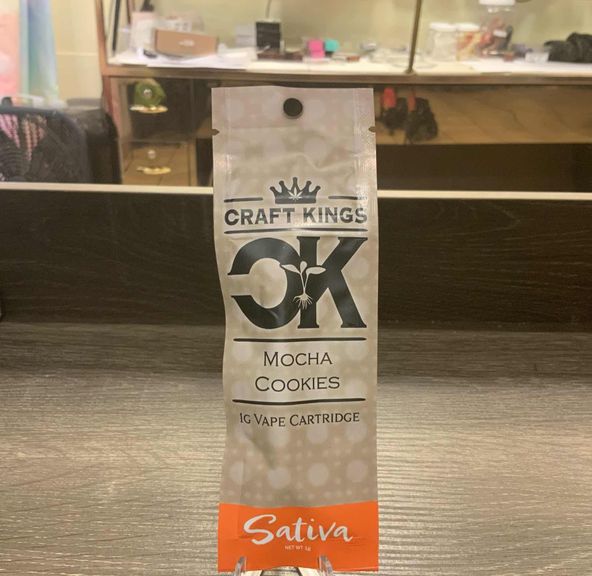 CRAFT KINGS
CK
MOCHA
COOKIES
1G VAPE CARTRIDGE
Sativa
NET WT. 1g